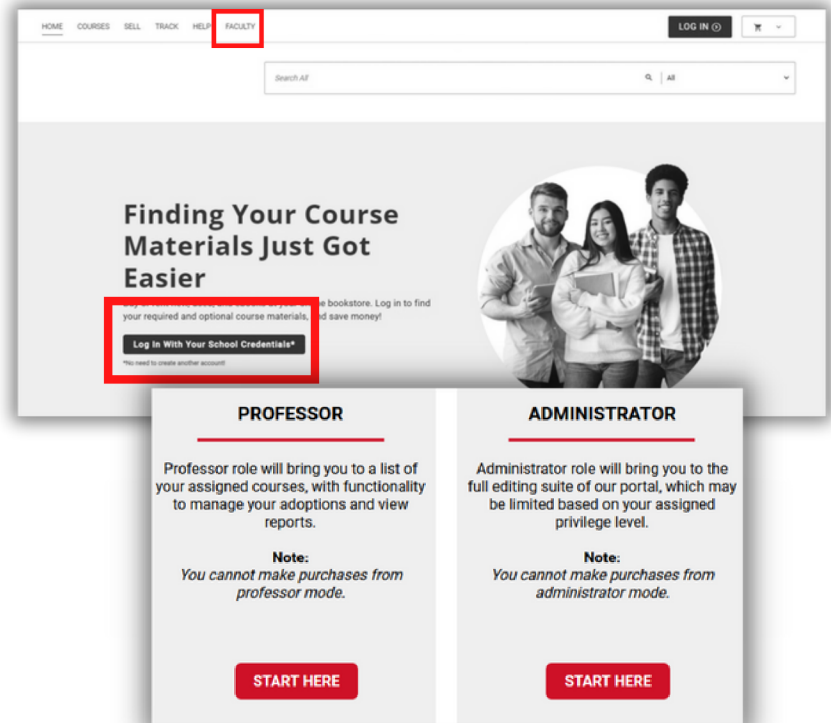 HOME COURSES SELL TRACK HELP FACULTY LOG IN
Search All All
Finding Your Course
Materials Just Got
Easier
bookstore. Log in to find
your required and optional course materials, and save money!
Log In With Your School Credentials*
*No need to create another account!
PROFESSOR
Professor role will bring you to a list of
your assigned courses, with functionality
to manage your adoptions and view
reports.
Note:
You cannot make purchases from
professor mode.
START HERE
ADMINISTRATOR
Administrator role will bring you to the
full editing suite of our portal, which may
be limited based on your assigned
privilege level.
Note:
You cannot make purchases from
administrator mode.
START HERE